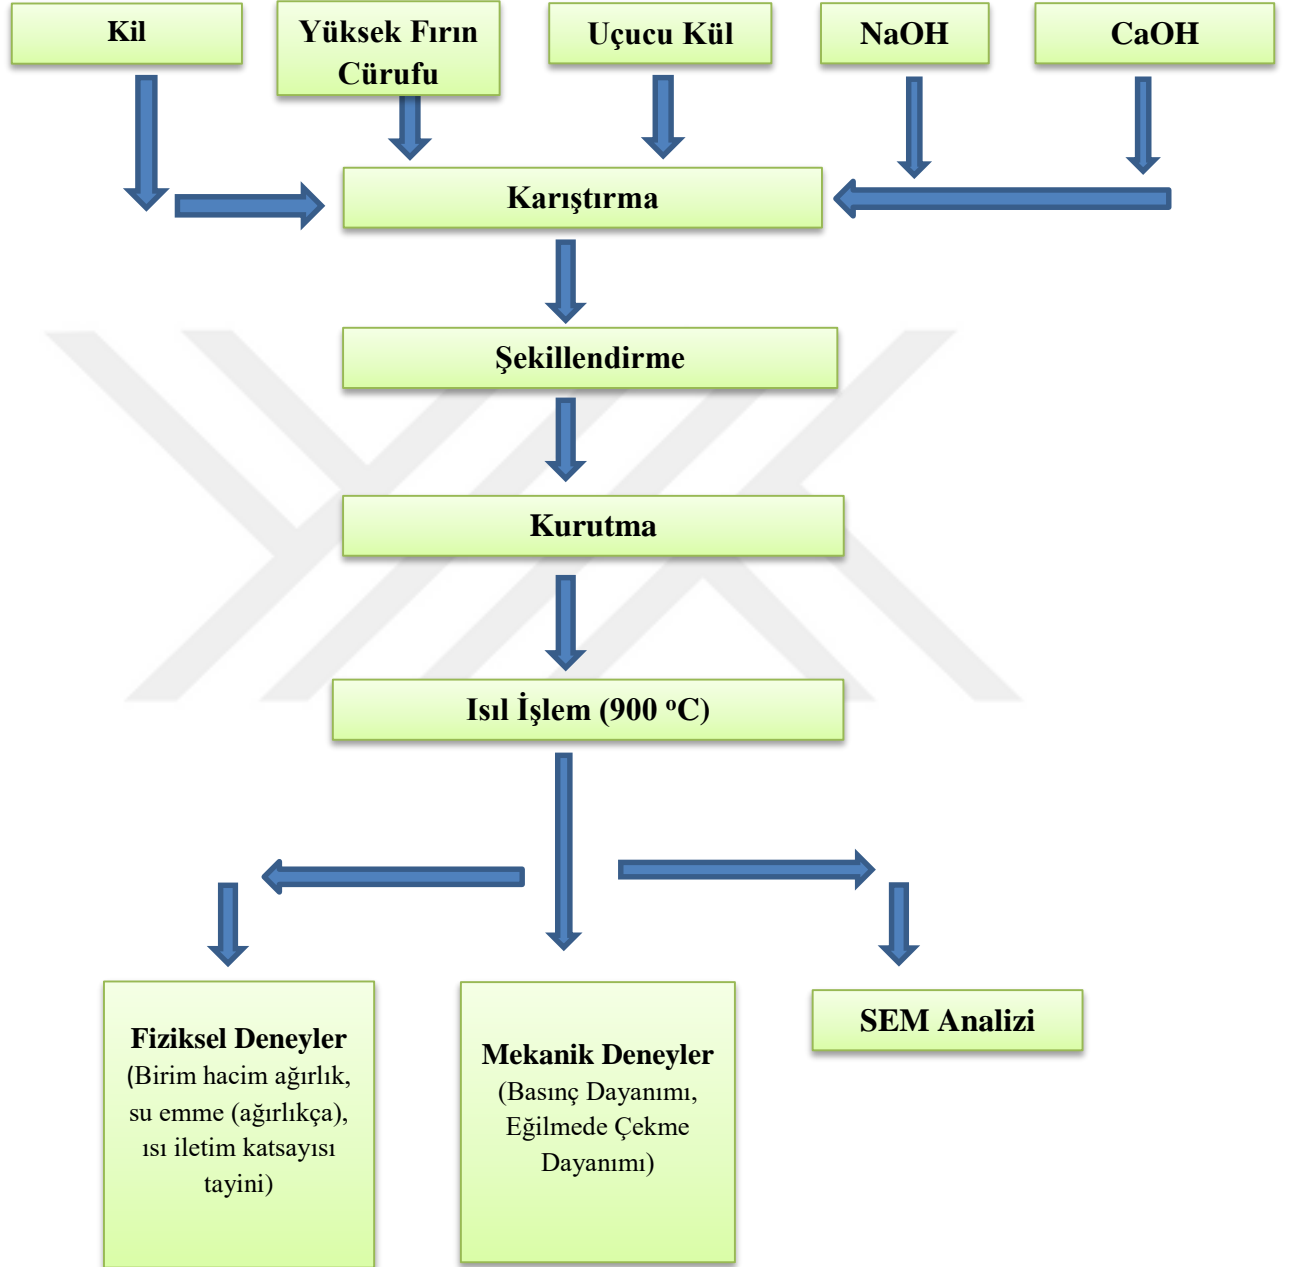 Kil
Yüksek Fırın
Cürufu
Uçucu Kül
NaOH
CaOH
Karıştırma
Şekillendirme
Kurutma
Isıl İşlem (900 ᵒC)
Fiziksel Deneyler
(Birim hacim ağırlık,
su emme (ağırlıkça),
ısı iletim katsayısı
tayini)
Mekanik Deneyler
(Basınç Dayanımı,
Eğilmede Çekme
Dayanımı)
SEM Analizi